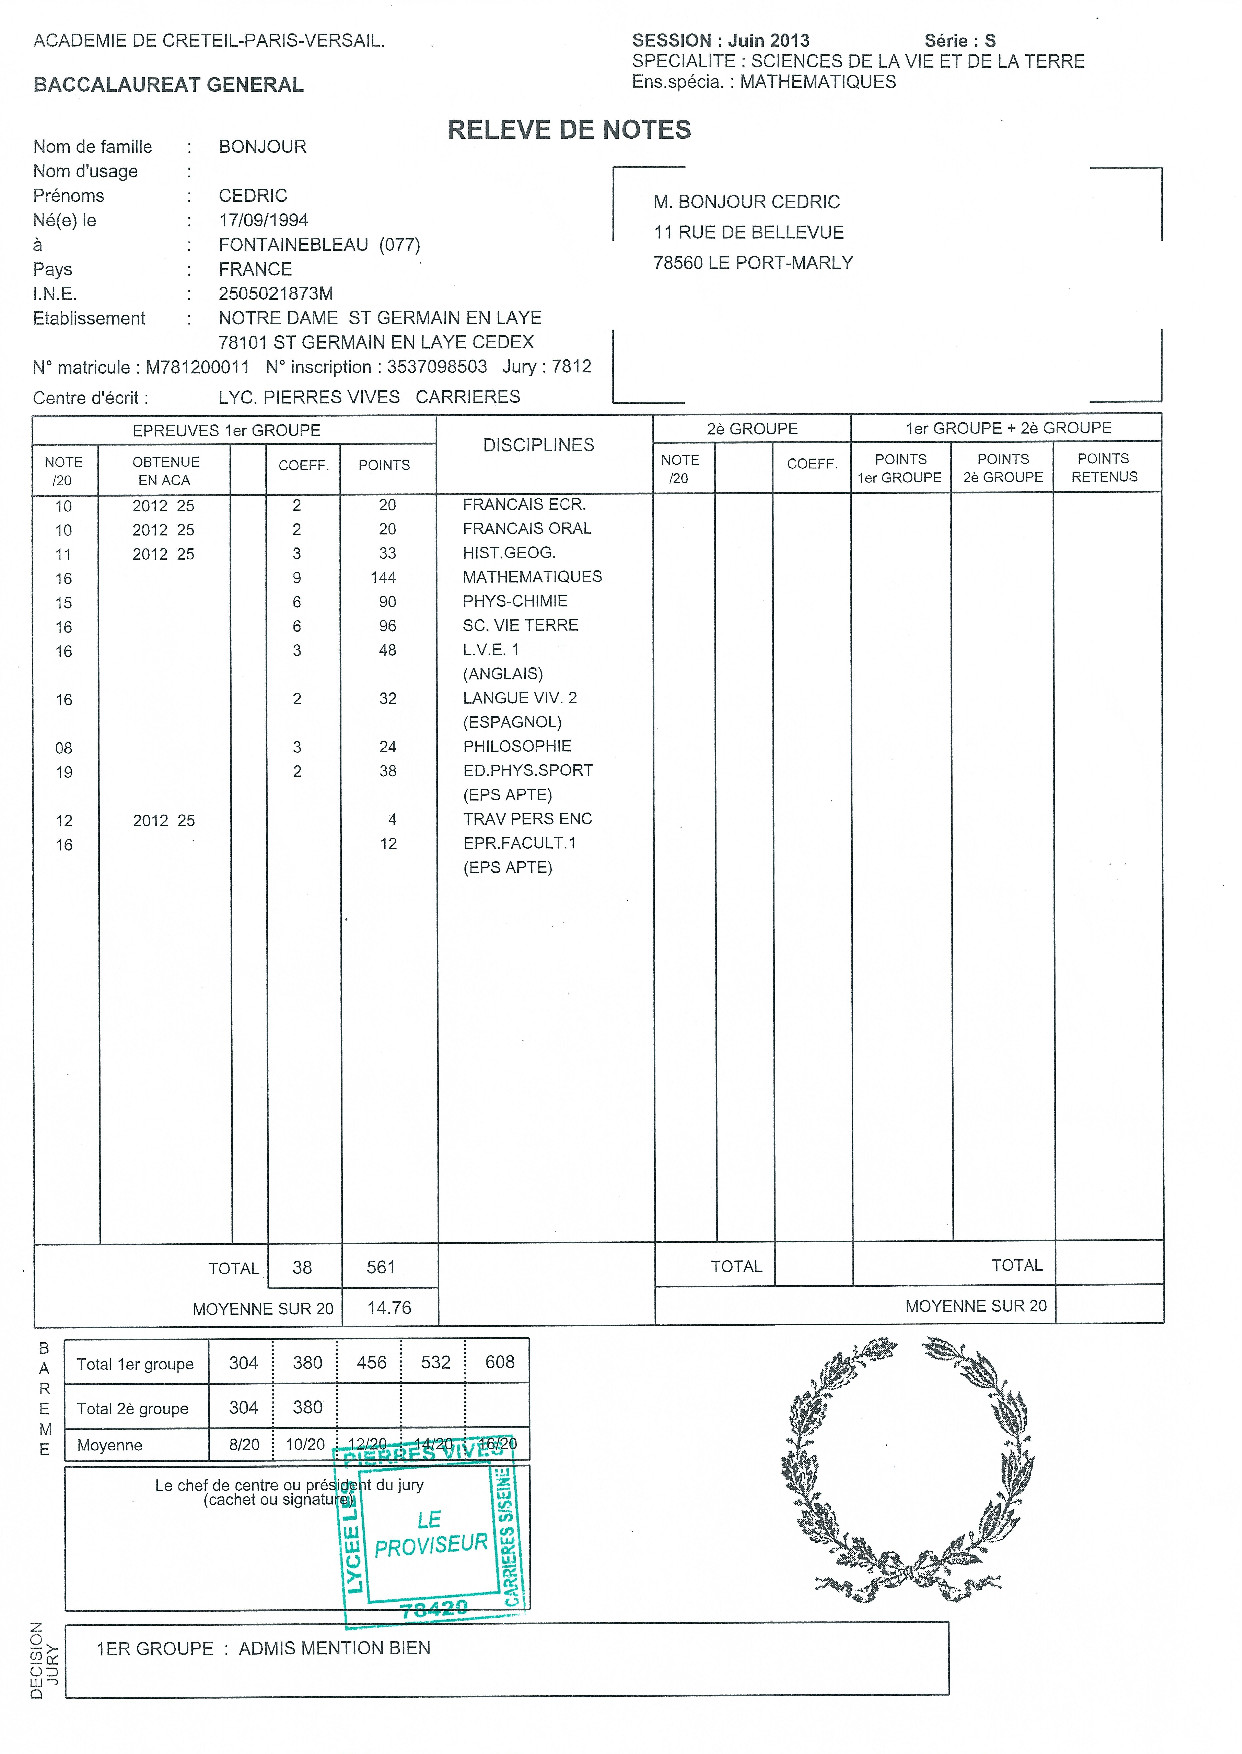 ACADEMIE DE CRETEIL-PARIS-VERSAIL.
SESSION : Juin 2013 Série : S
SPECIALITE : SCIENCES DE LA VIE ET DE LA TERRE
BACCALAUREAT GENERAL
Ens.spécia. : MATHEMATIQUES
RELEVE DE NOTES
Nom de famille : BONJOUR
Nom d'usage :
Prénoms : CEDRIC
Né(e) le : 17/09/1994
à : FONTAINEBLEAU (077)
Pays : FRANCE
I.N.E. : 2505021873M
Etablissement : NOTRE DAME ST GERMAIN EN LAYE
78101 ST GERMAIN EN LAYE CEDEX
N° matricule : M781200011 N° inscription : 3537098503 Jury : 7812
Centre d'écrit : LYC. PIERRES VIVES CARRIERES
M. BONJOUR CEDRIC
11 RUE DE BELLEVUE
78560 LE PORT-MARLY
EPREUVES 1er GROUPE DISCIPLINES 2è GROUPE 1er GROUPE + 2è GROUPE
NOTE OBTENUE COEFF. POINTS NOTE COEFF. POINTS POINTS POINTS
/20 EN ACA /20 1er GROUPE 2è GROUPE RETENUS
10 2012 25 2 20 FRANCAIS ECR.
10 2012 25 2 20 FRANCAIS ORAL
11 2012 25 3 33 HIST.GEOG.
16 9 144 MATHEMATIQUES
15 6 90 PHYS-CHIMIE
16 6 96 SC. VIE TERRE
16 3 48 L.V.E. 1
(ANGLAIS)
16 2 32 LANGUE VIV. 2
(ESPAGNOL)
08 3 24 PHILOSOPHIE
19 2 38 ED.PHYS.SPORT
(EPS APTE)
12 2012 25 4 TRAV PERS ENC
16 12 EPR.FACULT.1
(EPS APTE)
TOTAL 38 561 TOTAL TOTAL
MOYENNE SUR 20 14.76 MOYENNE SUR 20
BAREME
Total 1er groupe 304 380 456 532 608
Total 2è groupe 304 380
Moyenne 8/20 10/20 12/20 14/20 16/20
Le chef de centre ou président du jury
(cachet ou signature)
LYCEE LES
PIERRES VIVES
CARRIERES S/SEINE
LE
PROVISEUR
78420
DECISION
JURY
1ER GROUPE : ADMIS MENTION BIEN